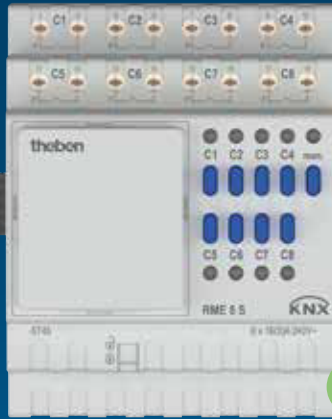 C1 C2 C3 C4
C5 C6 C7 C8
theben
C1 C2 C3 C4 man
C5 C6 C7 C8
RME 8 S KNX
-5T45